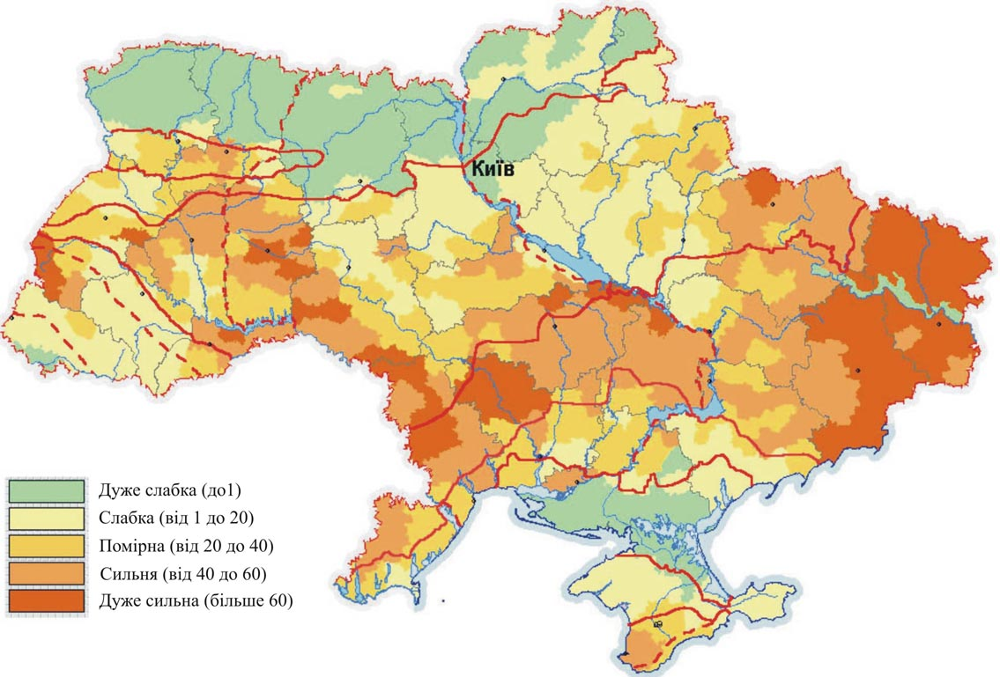 Київ
Дуже слабка (до1)
Слабка (від 1 до 20)
Помірна (від 20 до 40)
Сильня (від 40 до 60)
Дуже сильна (більше 60)